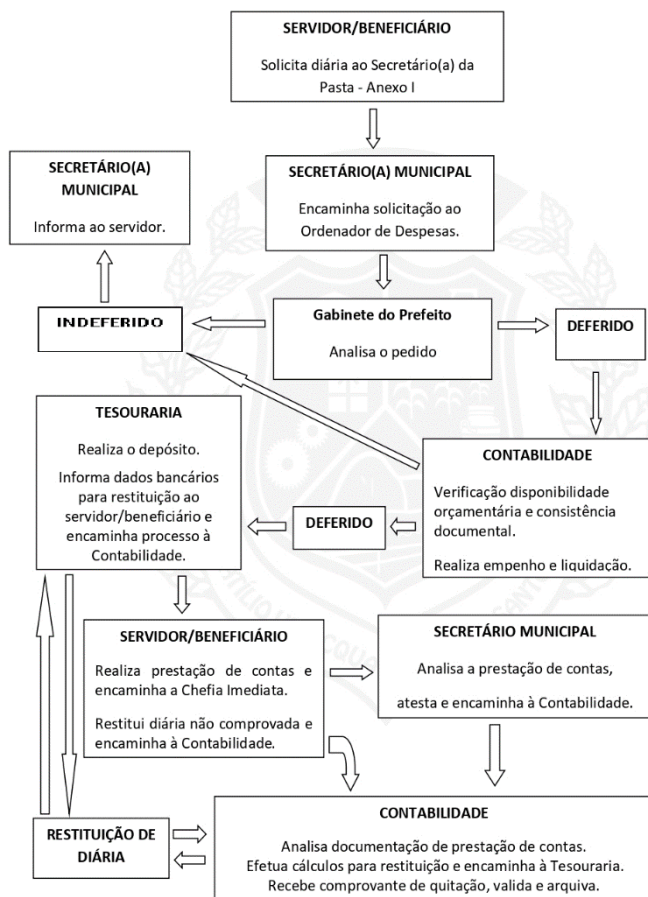 SERVIDOR/BENEFICIÁRIO
Solicita diária ao Secretário(a) da
Pasta - Anexo I
SECRETÁRIO(A)
MUNICIPAL
Informa ao servidor.
SECRETÁRIO(A) MUNICIPAL
Encaminha solicitação ao
Ordenador de Despesas.
INDEFERIDO
Gabinete do Prefeito
Analisa o pedido
DEFERIDO
TESOURARIA
Realiza o depósito.
Informa dados bancários
para restituição ao
servidor/beneficiário e
encaminha processo à
Contabilidade.
DEFERIDO
CONTABILIDADE
Verificação disponibilidade
orçamentária e consistência
documental.
Realiza empenho e liquidação.
SERVIDOR/BENEFICIÁRIO
Realiza prestação de contas e
encaminha a Chefia Imediata.
Restitui diária não comprovada e
encaminha à Contabilidade.
SECRETÁRIO MUNICIPAL
Analisa a prestação de contas,
atesta e encaminha à Contabilidade.
RESTITUIÇÃO DE
DIÁRIA
CONTABILIDADE
Analisa documentação de prestação de contas.
Efetua cálculos para restituição e encaminha à Tesouraria.
Recebe comprovante de quitação, valida e arquiva.